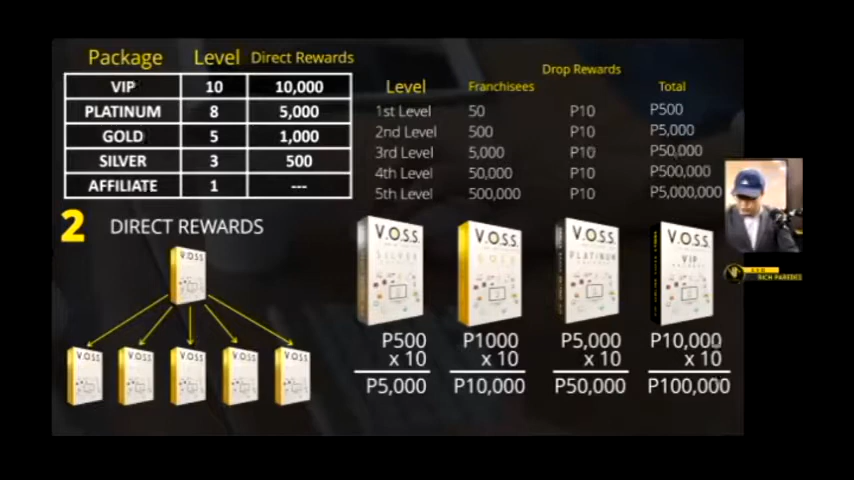 Package Level Direct Rewards
VIP 10 10,000
PLATINUM 8 5,000
GOLD 5 1,000
SILVER 3 500
AFFILIATE 1 ---
Drop Rewards
Level Franchisees Total
1st Level 50 P10 P500
2nd Level 500 P10 P5,000
3rd Level 5,000 P10 P50,000
4th Level 50,000 P10 P500,000
5th Level 500,000 P10 P5,000,000
2 DIRECT REWARDS
V.O.S.S.
V.O.S.S.
V.O.S.S.
V.O.S.S.
V.O.S.S.
V.O.S.S.
V.O.S.S.
SILVER
V.O.S.S.
GOLD
V.O.S.S.
PLATINUM
V.O.S.S.
VIP
P500 P1000 P5,000 P10,000
x 10 x 10 x 10 x 10
P5,000 P10,000 P50,000 P100,000
RICH PAREDES